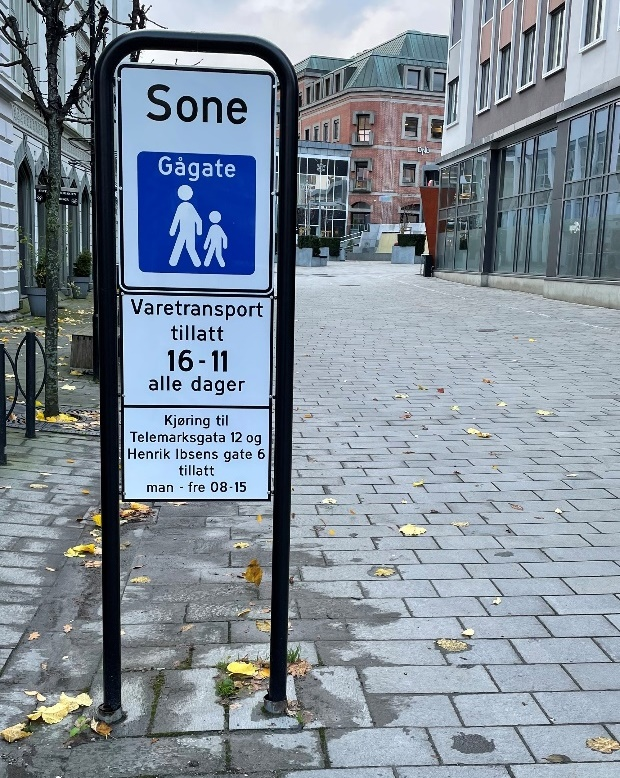 Sone
Gågate
Varetransport
tillatt
16 - 11
alle dager
Kjøring til
Telemarksgata 12 og
Henrik Ibsens gate 6
tillatt
man - fre 08-15